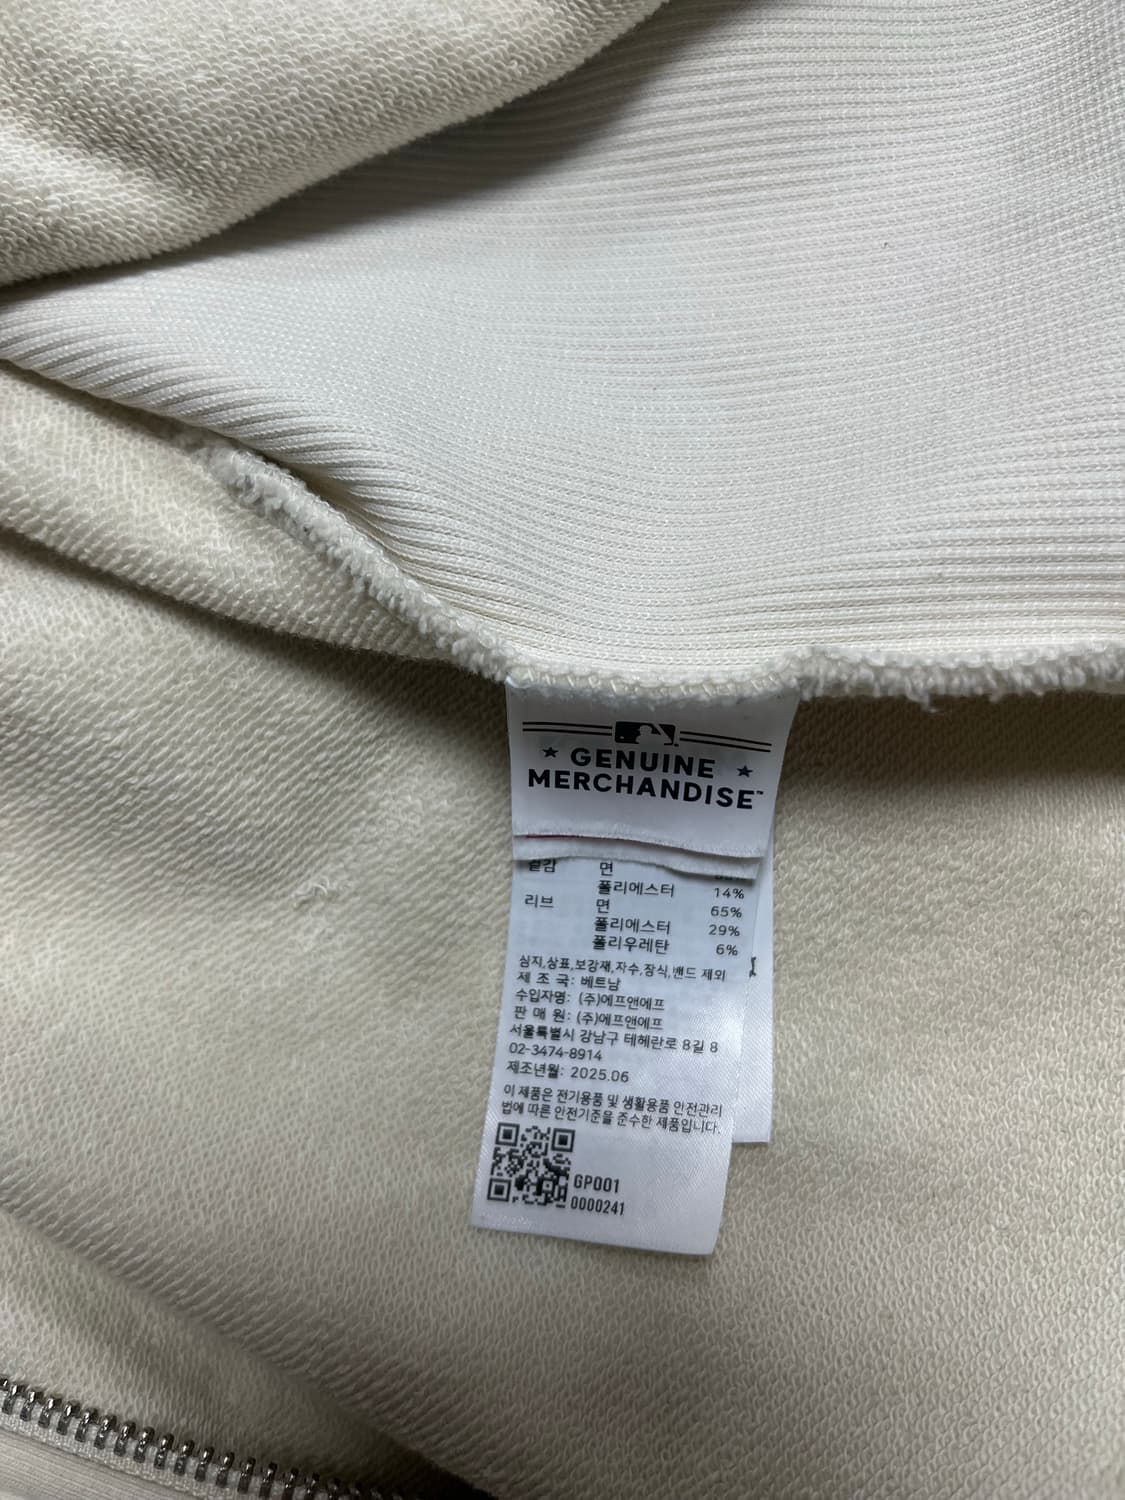 GENUINE
MERCHANDISE™
겉감 면
폴리에스터 14%
리브 면 65%
폴리에스터 29%
폴리우레탄 6%
심지,상표,보강재,자수,장식,밴드 제외
제 조 국: 베트남
수입자명: (주)에프앤에프
판 매 원: (주)에프앤에프
서울특별시 강남구 테헤란로 8길 8
02-3474-8914
제조년월: 2025.06
이 제품은 전기용품 및 생활용품 안전관리
법에 따른 안전기준을 준수한 제품입니다.
GP001
0000241